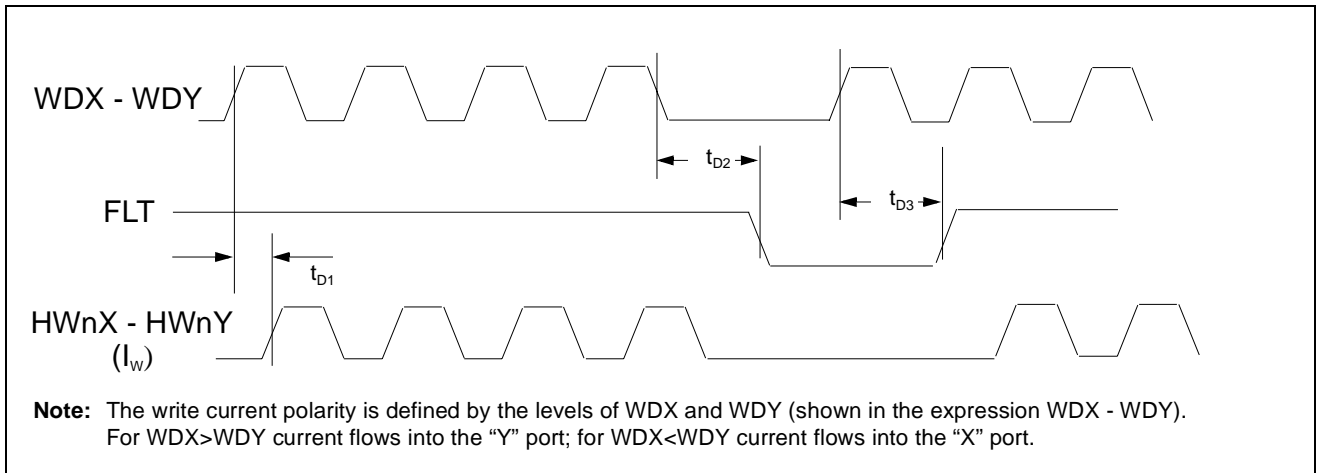 WDX - WDY
tD2
FLT
tD3
tD1
HWnX - HWnY
(Iw)
Note: The write current polarity is defined by the levels of WDX and WDY (shown in the expression WDX - WDY).
For WDX>WDY current flows into the “Y” port; for WDX<WDY current flows into the “X” port.